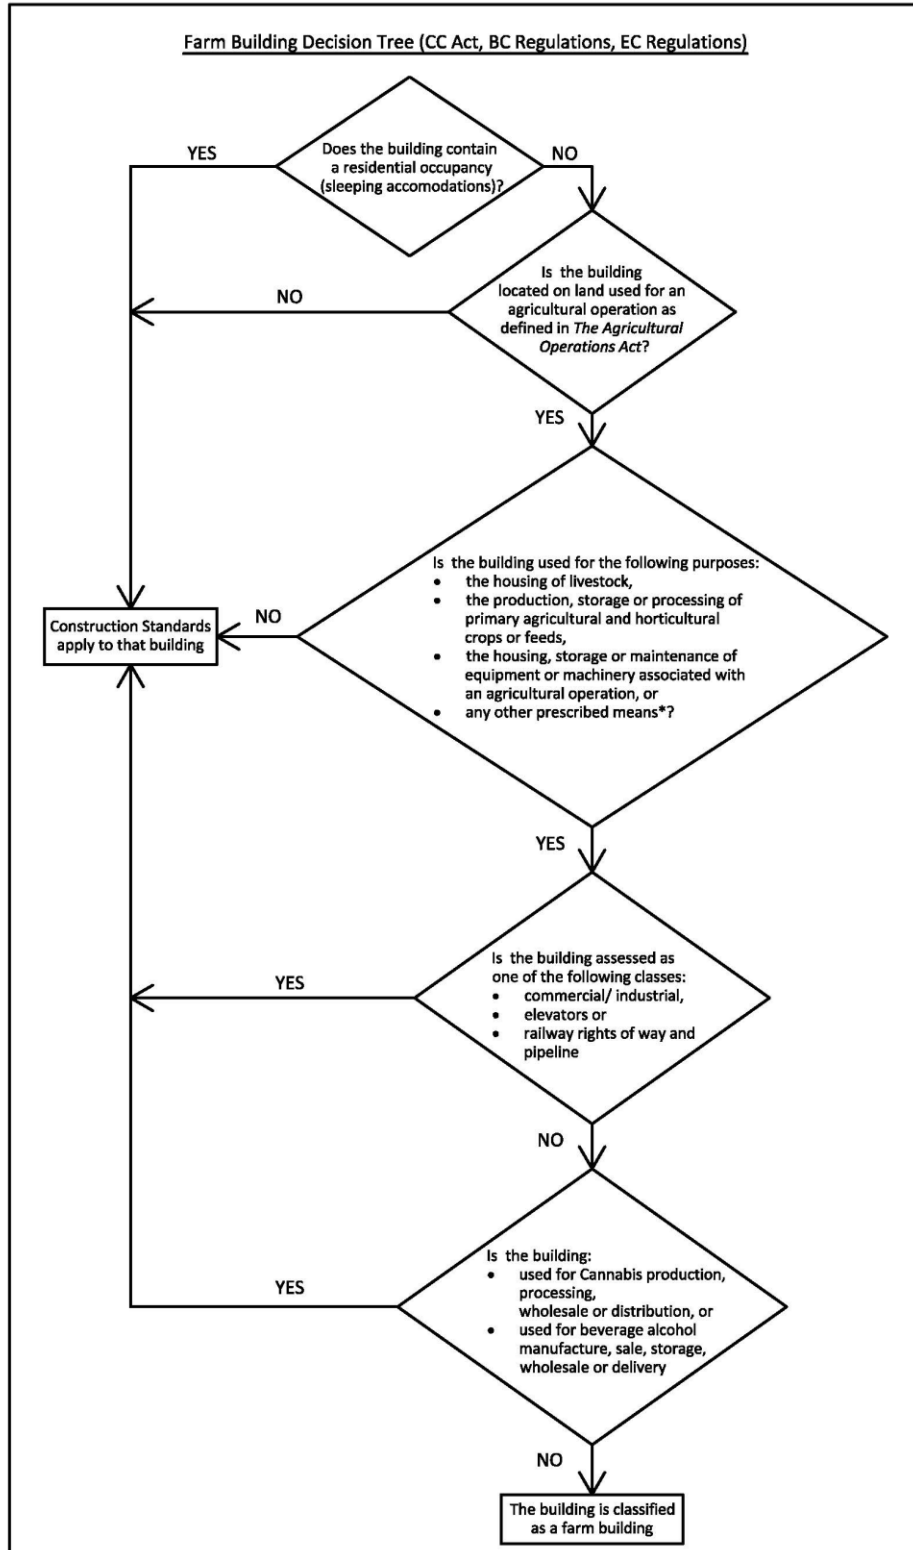 Farm Building Decision Tree (CC Act, BC Regulations, EC Regulations)
Does the building contain
a residential occupancy
(sleeping accomodations)?
YES
NO
Is the building
located on land used for an
agricultural operation as
defined in The Agricultural
Operations Act?
NO
YES
Is the building used for the following purposes:
• the housing of livestock,
• the production, storage or processing of
primary agricultural and horticultural
crops or feeds,
• the housing, storage or maintenance of
equipment or machinery associated with
an agricultural operation, or
• any other prescribed means*?
NO
Construction Standards
apply to that building
YES
Is the building assessed as
one of the following classes:
• commercial/ industrial,
• elevators or
• railway rights of way and
pipeline
YES
NO
Is the building:
• used for Cannabis production,
processing,
wholesale or distribution, or
• used for beverage alcohol
manufacture, sale, storage,
wholesale or delivery
YES
NO
The building is classified
as a farm building